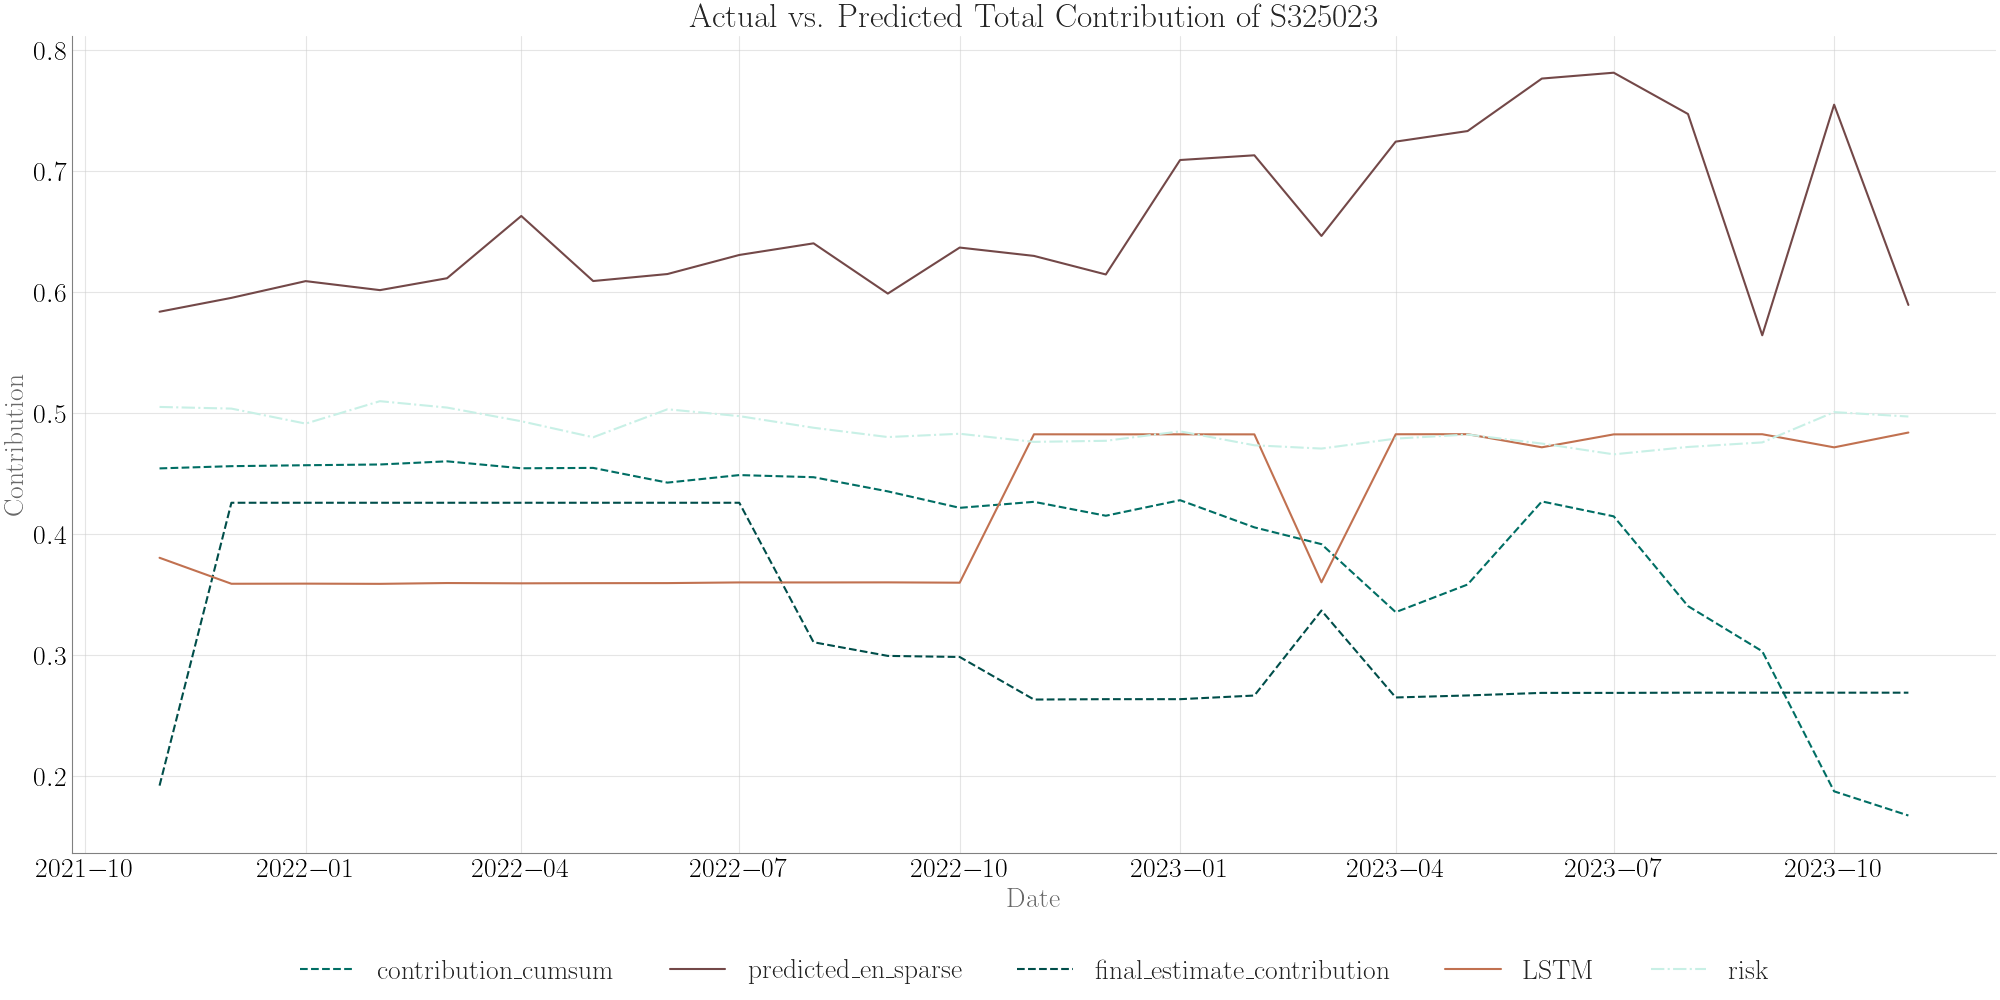 Actual vs. Predicted Total Contribution of S325023
Contribution
0.8
0.7
0.6
0.5
0.4
0.3
0.2
2021–10 2022–01 2022–04 2022–07 2022–10 2023–01 2023–04 2023–07 2023–10
Date
contribution_cumsum predicted_en_sparse final_estimate_contribution LSTM risk